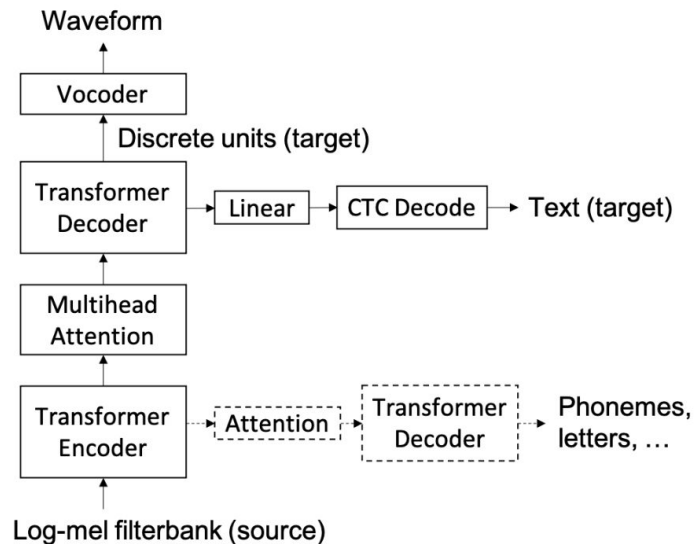 Waveform
Vocoder
Discrete units (target)
Transformer
Decoder
Linear
CTC Decode
Text (target)
Multihead
Attention
Transformer
Encoder
Attention
Transformer
Decoder
Phonemes,
letters, ...
Log-mel filterbank (source)